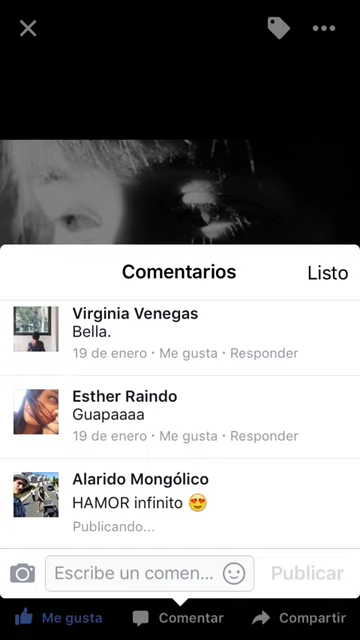 Comentarios Listo
Virginia Venegas
Bella.
19 de enero · Me gusta · Responder
Esther Raindo
Guapaaaa
19 de enero · Me gusta · Responder
Alarido Mongólico
HAMOR infinito 😍
Publicando...
Escribe un comen... Publicar
Me gusta Comentar Compartir